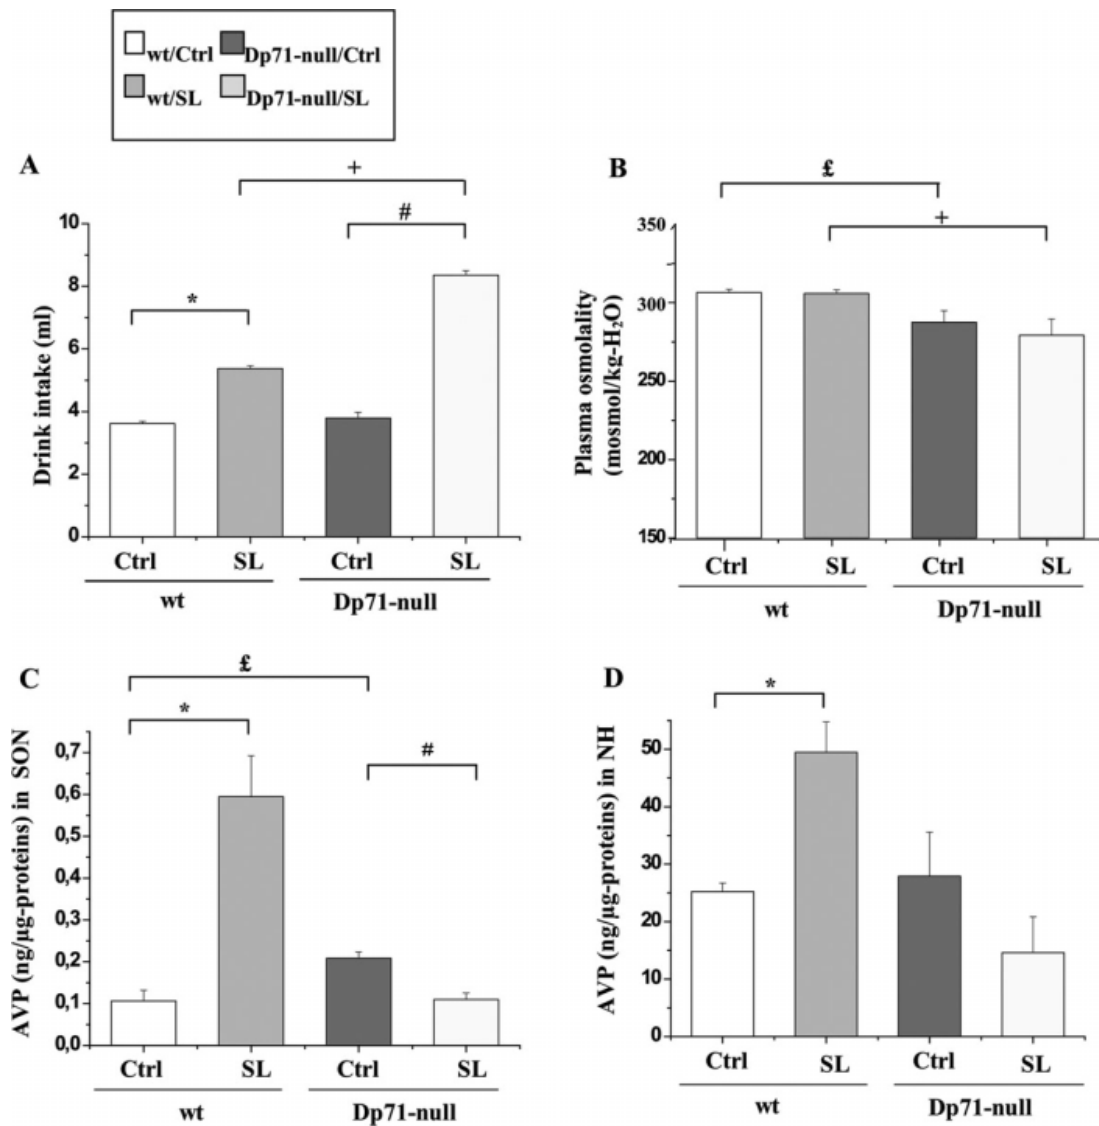 wt/Ctrl Dp71-null/Ctrl
wt/SL Dp71-null/SL
A
+
#
*
10
8
6
4
2
0
Drink intake (ml)
Ctrl SL Ctrl SL
wt Dp71-null
B
£
+
350
300
250
200
150
Plasma osmolality
(mosmol/kg-H₂O)
Ctrl SL Ctrl SL
wt Dp71-null
C
£
*
#
0,7
0,6
0,5
0,4
0,3
0,2
0,1
0,0
AVP (ng/µg-proteins) in SON
Ctrl SL Ctrl SL
wt Dp71-null
D
*
50
40
30
20
10
0
AVP (ng/µg-proteins) in NH
Ctrl SL Ctrl SL
wt Dp71-null